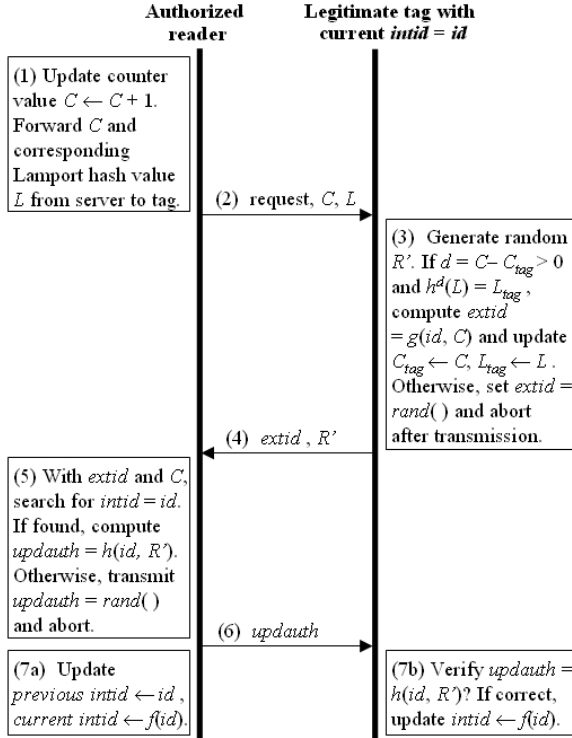 Authorized
reader
Legitimate tag with
current intid = id
(1) Update counter
value C ← C + 1.
Forward C and
corresponding
Lamport hash value
L from server to tag.
(2) request, C, L
(3) Generate random
R’. If d = C– Ctag > 0
and hd(L) = Ltag ,
compute extid
= g(id, C) and update
Ctag ← C, Ltag ← L .
Otherwise, set extid =
rand( ) and abort
after transmission.
(4) extid , R’
(5) With extid and C,
search for intid = id.
If found, compute
updauth = h(id, R’).
Otherwise, transmit
updauth = rand( )
and abort.
(6) updauth
(7a) Update
previous intid ← id ,
current intid ← f(id).
(7b) Verify updauth =
h(id, R’)? If correct,
update intid ← f(id).